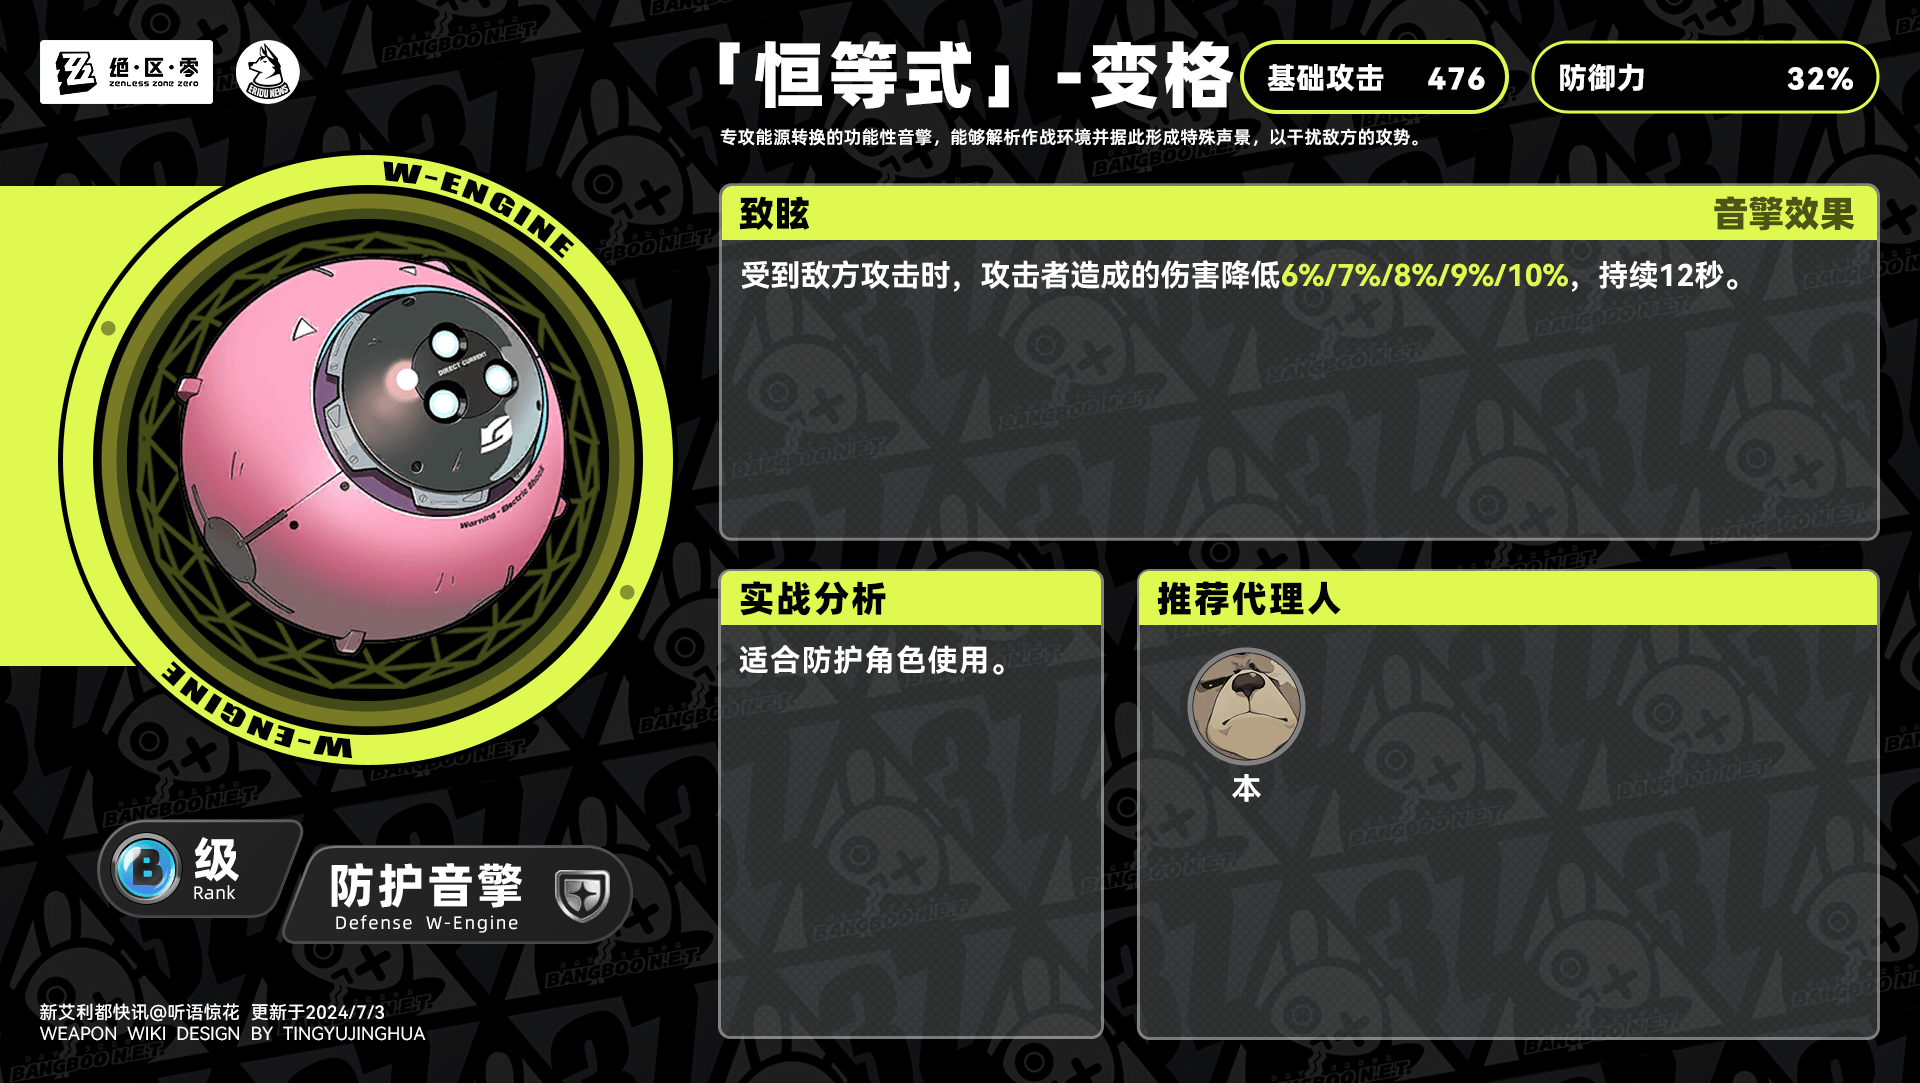 绝·区·零
ZENLESS ZONE ZERO
ERIDU NEWS
「恒等式」-变格
基础攻击 476
防御力 32%
专攻能源转换的功能性音擎，能够解析作战环境并据此形成特殊声景，以干扰敌方的攻势。
W-ENGINE
DIRECT CURRENT
Warning - Electric Shock
W-ENGINE
致眩 音擎效果
受到敌方攻击时，攻击者造成的伤害降低6%/7%/8%/9%/10%，持续12秒。
实战分析
适合防护角色使用。
推荐代理人
本
B 级
Rank
防护音擎
Defense W-Engine
新艾利都快讯@听语惊花 更新于2024/7/3
WEAPON WIKI DESIGN BY TINGYUJINGHUA
BANGBOO N.E.T.